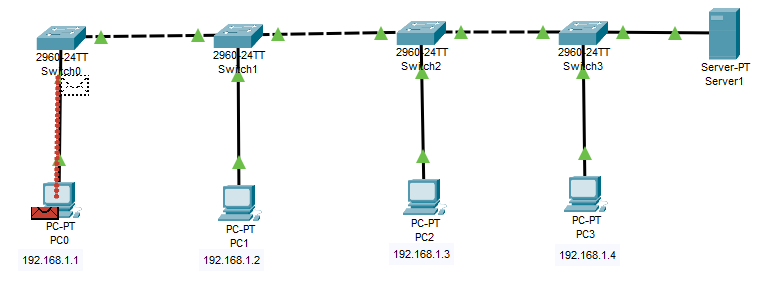 2960-24TT
Switch0
2960-24TT
Switch1
2960-24TT
Switch2
2960-24TT
Switch3
Server-PT
Server1
PC-PT
PC0
192.168.1.1
PC-PT
PC1
192.168.1.2
PC-PT
PC2
192.168.1.3
PC-PT
PC3
192.168.1.4